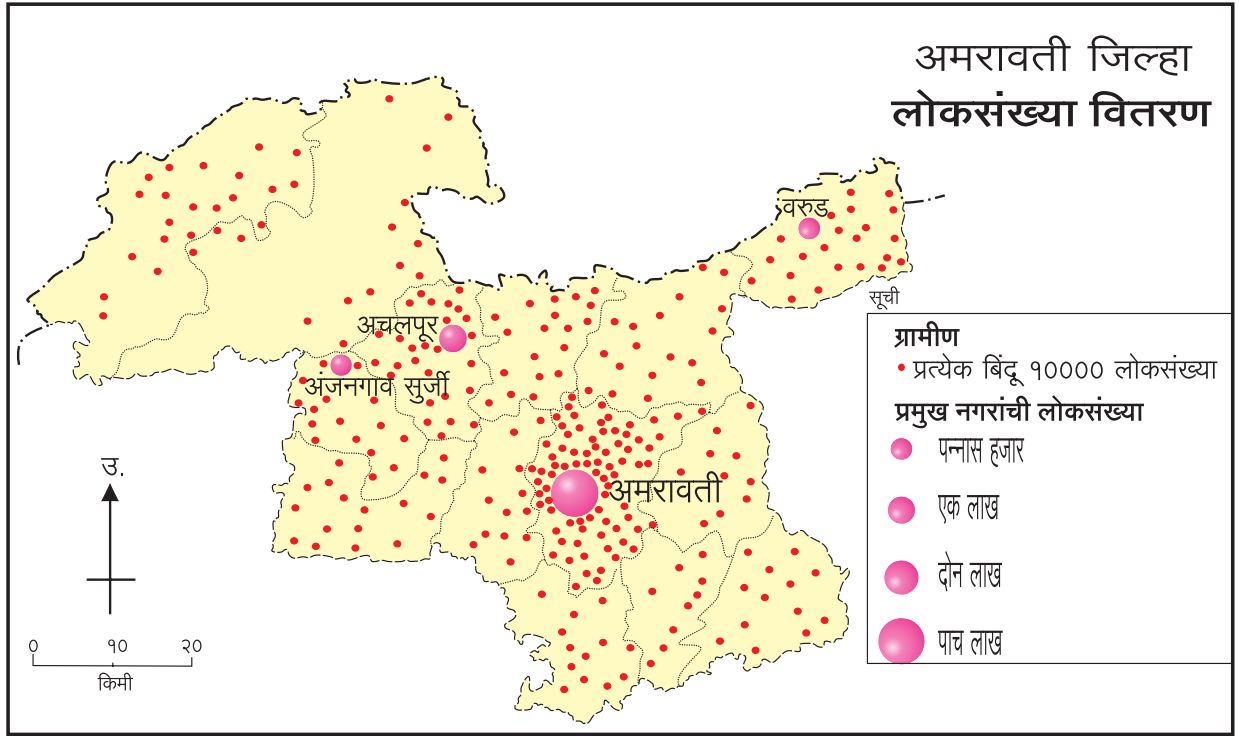 अमरावती जिल्हा
लोकसंख्या वितरण
वरुड
सूची
अचलपूर
ग्रामीण
प्रत्येक बिंदू १०००० लोकसंख्या
अंजनगाव सुर्जी
प्रमुख नगरांची लोकसंख्या
पन्नास हजार
उ.
अमरावती
एक लाख
दोन लाख
पाच लाख
० १० २०
किमी